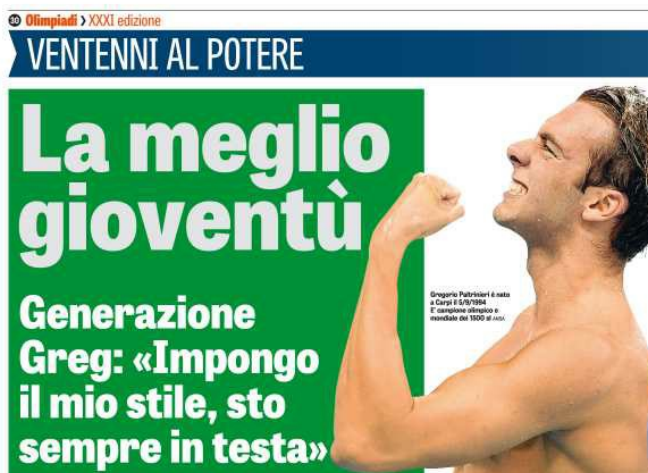 30 Olimpiadi > XXXI edizione
VENTENNI AL POTERE
La meglio
gioventù
Generazione
Greg: «Impongo
il mio stile, sto
sempre in testa»
Gregorio Paltrinieri è nato
a Carpi il 5/9/1994
E' campione olimpico e
mondiale dei 1500 sl ANSA